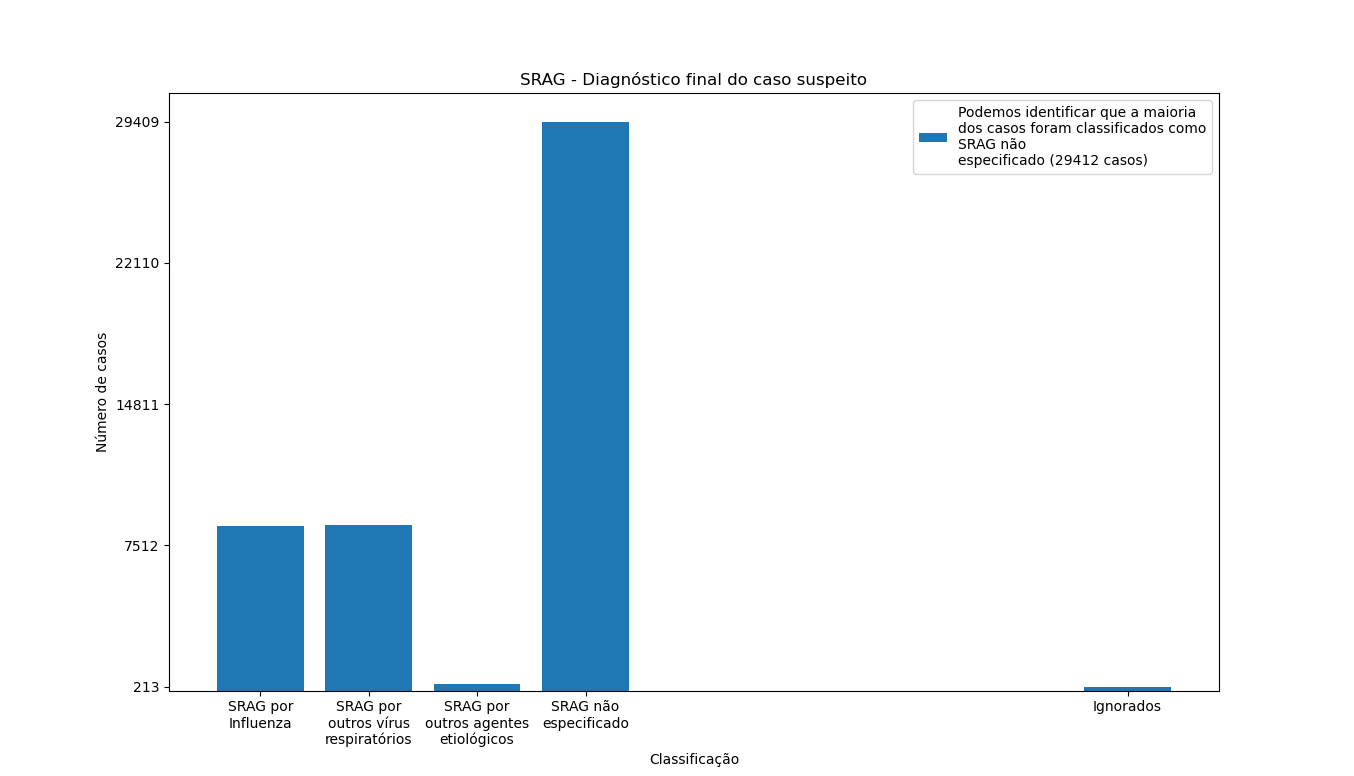 SRAG - Diagnóstico final do caso suspeito
Podemos identificar que a maioria
dos casos foram classificados como
SRAG não
especificado (29412 casos)
29409
22110
14811
7512
213
Número de casos
SRAG por
Influenza
SRAG por
outros vírus
respiratórios
SRAG por
outros agentes
etiológicos
SRAG não
especificado
Ignorados
Classificação